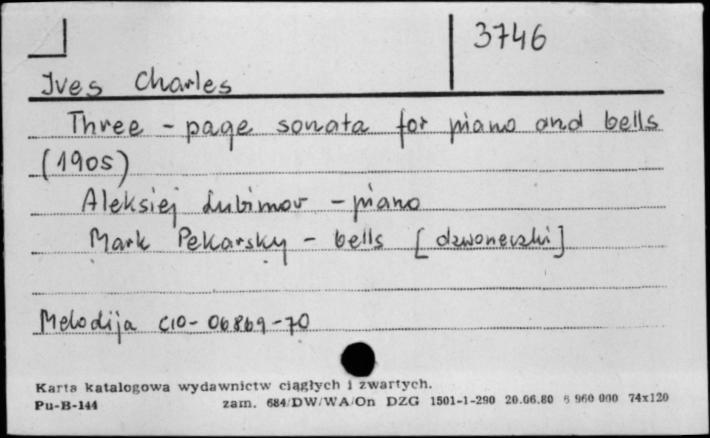 3746
Ives Charles
Three - page sonata for piano and bells
(1905)
Aleksiej Lubimov - piano
Mark Pekarsky - bells [dzwoneczki]
Melodija C10-06869-70
Karta katalogowa wydawnictw ciągłych i zwartych.
Pu-B-144 zam. 684/DW/WA/On DZG 1501-1-290 20.06.80 6 960 000 74x120